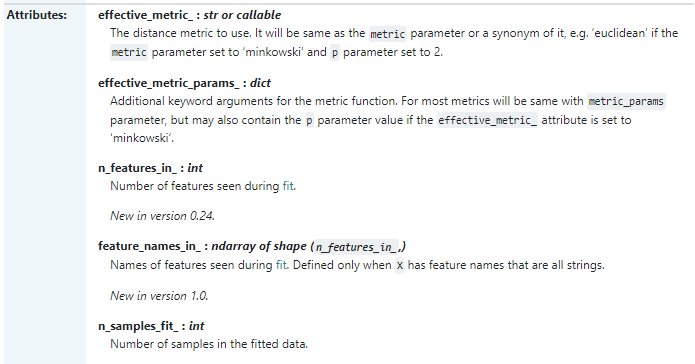 Attributes:
effective_metric_ : str or callable
The distance metric to use. It will be same as the metric parameter or a synonym of it, e.g. ‘euclidean’ if the
metric parameter set to ‘minkowski’ and p parameter set to 2.
effective_metric_params_ : dict
Additional keyword arguments for the metric function. For most metrics will be same with metric_params
parameter, but may also contain the p parameter value if the effective_metric_ attribute is set to
‘minkowski’.
n_features_in_ : int
Number of features seen during fit.
New in version 0.24.
feature_names_in_ : ndarray of shape (n_features_in_,)
Names of features seen during fit. Defined only when X has feature names that are all strings.
New in version 1.0.
n_samples_fit_ : int
Number of samples in the fitted data.